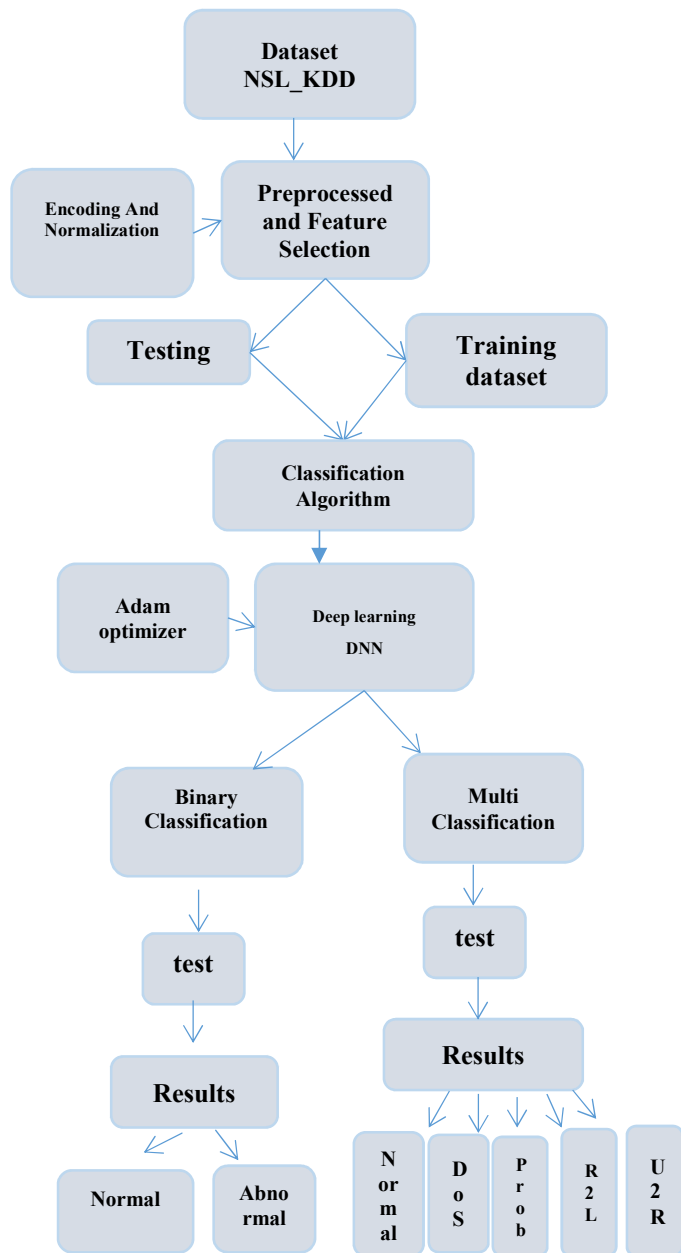 Dataset
NSL_KDD
Encoding And
Normalization
Preprocessed
and Feature
Selection
Testing
Training
dataset
Classification
Algorithm
Adam
optimizer
Deep learning
DNN
Binary
Classification
Multi
Classification
test
test
Results
Results
Normal
Abno
rmal
N
or
m
al
D
o
S
P
r
o
b
R
2
L
U
2
R